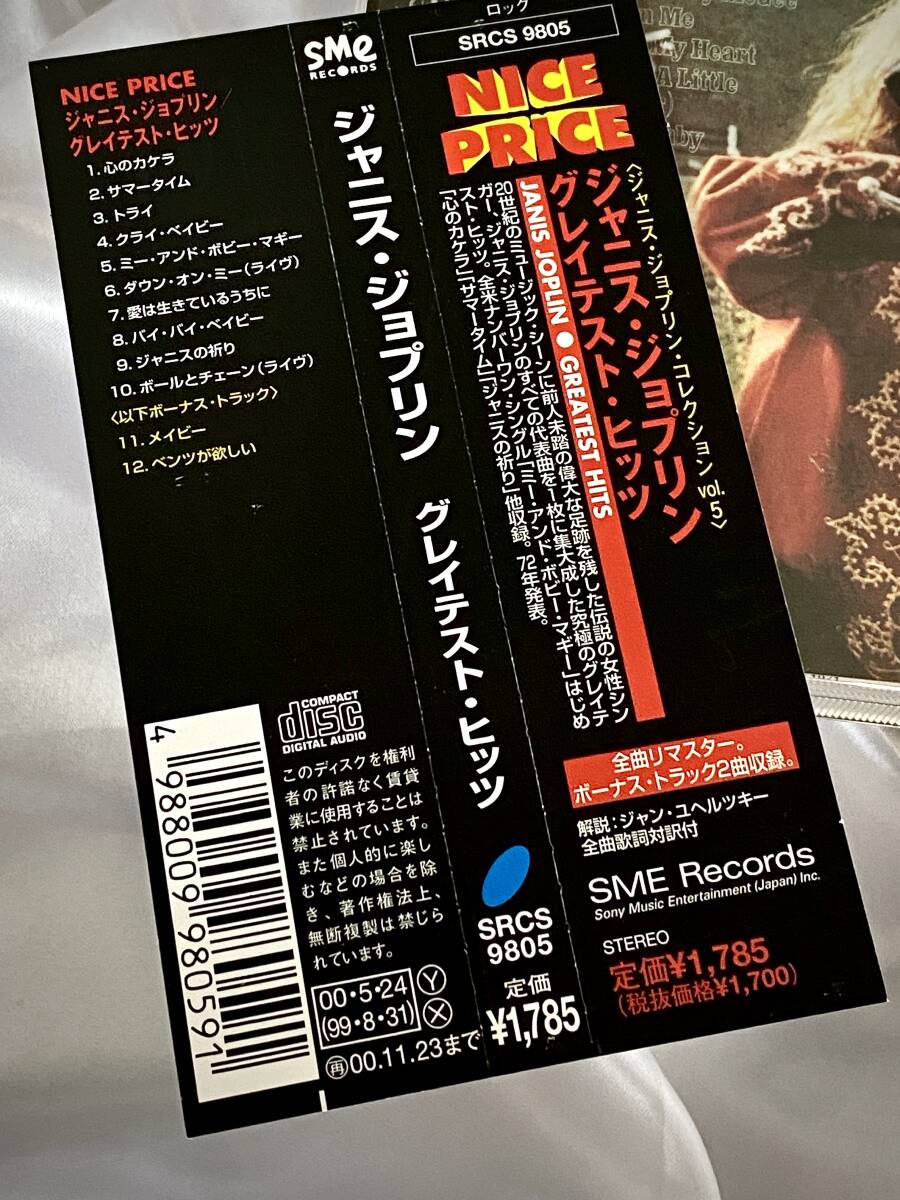 NICE PRICE
ジャニス・ジョプリン/
グレイテスト・ヒッツ
1. 心のカケラ
2. サマータイム
3. トライ
4. クライ・ベイビー
5. ミー・アンド・ボビー・マギー
6. ダウン・オン・ミー(ライヴ)
7. 愛は生きているうちに
8. バイ・バイ・ベイビー
9. ジャニスの祈り
10. ボールとチェーン(ライヴ)
〈以下ボーナス・トラック〉
11. メイビー
12. ベンツが欲しい
COMPACT
disc
DIGITAL AUDIO
このディスクを権利
者の許諾なく賃貸
業に使用することは
禁止されています。
また個人的に楽し
むなどの場合を除
き、著作権法上、
無断複製は禁じら
れています。
4 988009 980591
00・5・24 Y
(99・8・31) X
再00.11.23まで
SMe
RECORDS
ジャニス・ジョプリン グレイテスト・ヒッツ
SRCS
9805
定価
¥1,785
ロック
SRCS 9805
NICE
PRICE
〈ジャニス・ジョプリン・コレクション vol.5〉
ジャニス・ジョプリン
グレイテスト・ヒッツ
JANIS JOPLIN ● GREATEST HITS
20世紀のミュージック・シーンに前人未踏の偉大な足跡を残した伝説の女性シン
ガー、ジャニス・ジョプリンのすべての代表曲を1枚に集大成した究極のグレイテ
スト・ヒッツ。全米ナンバーワン・シングル「ミー・アンド・ボビー・マギー」はじめ
「心のカケラ」「サマータイム」「ジャニスの祈り」他収録。72年発表。
全曲リマスター。
ボーナス・トラック2曲収録。
解説:ジャン・ユヘルツキー
全曲歌詞対訳付
SME Records
Sony Music Entertainment (Japan) Inc.
STEREO
定価¥1,785
(税抜価格¥1,700)
Me
My Heart
A Little